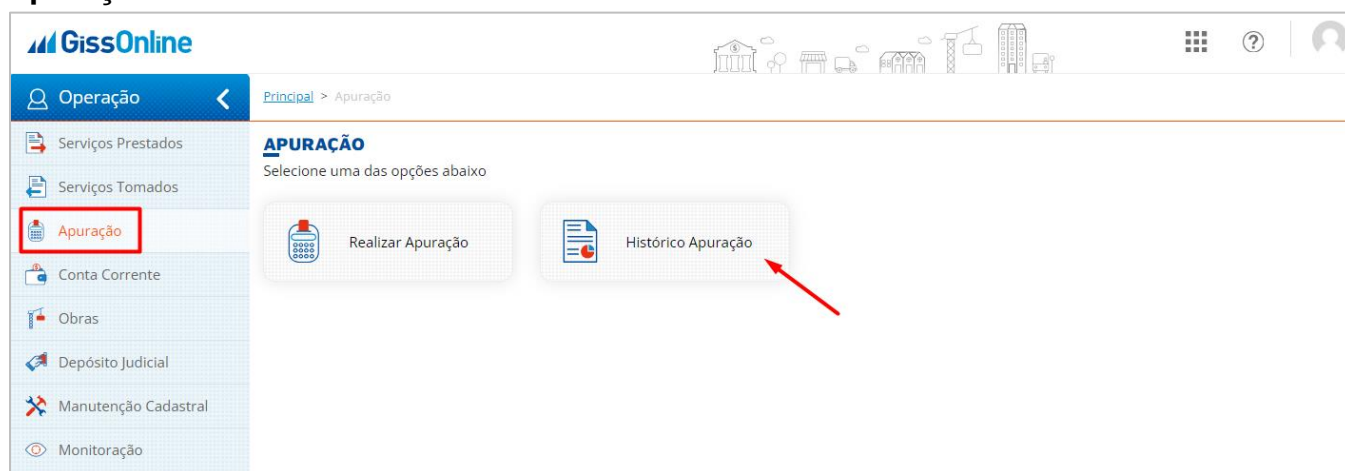 GissOnline
Operação
Principal > Apuração
Serviços Prestados
APURAÇÃO
Selecione uma das opções abaixo
Serviços Tomados
Apuração
Realizar Apuração
Histórico Apuração
Conta Corrente
Obras
Depósito Judicial
Manutenção Cadastral
Monitoração